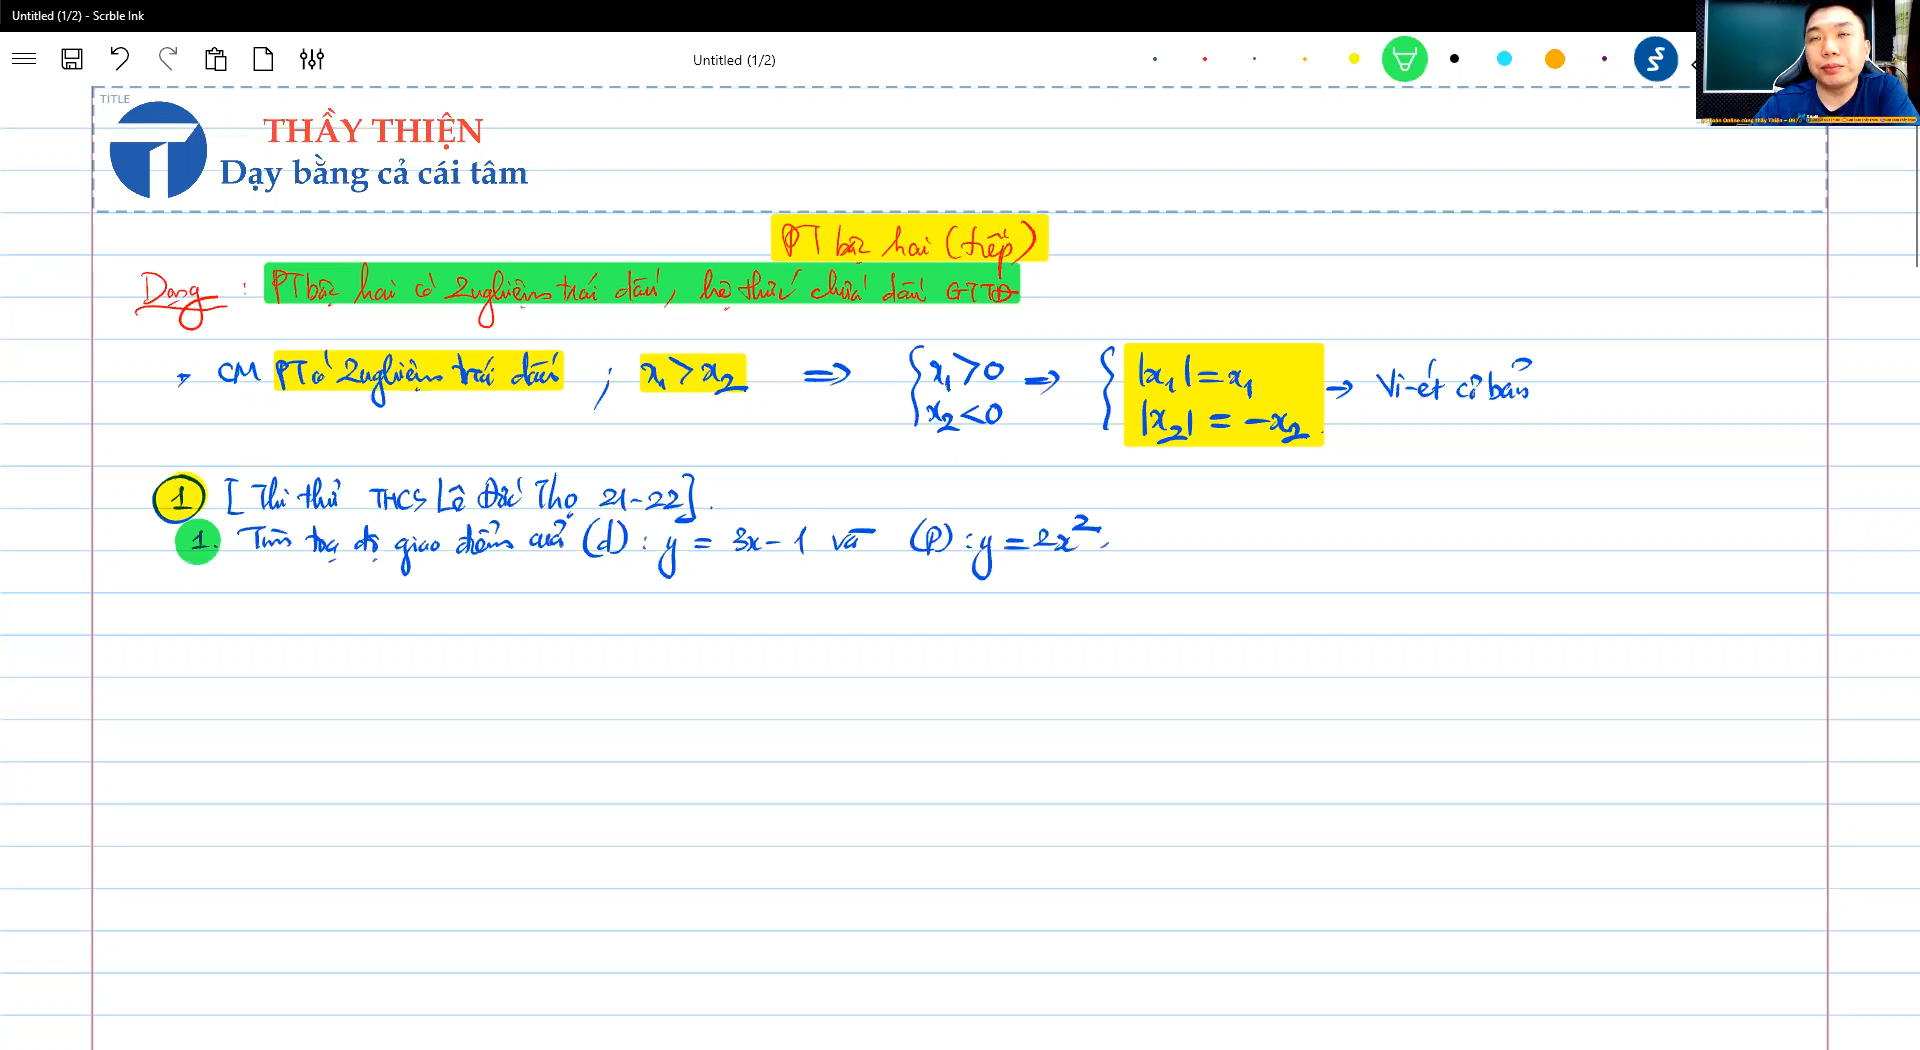 Untitled (1/2) - Scrble Ink
Untitled (1/2)
TITLE
THẦY THIỆN
Dạy bằng cả cái tâm
PT bậc hai (tiếp)
Dạng : PT bậc hai có 2 nghiệm trái dấu, hệ thức chứa dấu GTTĐ
CM PT có 2 nghiệm trái dấu ; x₁ > x₂ ⇒ { x₁ > 0 x₂ < 0 ⇒ { |x₁| = x₁ |x₂| = -x₂ → Vi-ét cơ bản
1 [Thi thử THCS Lê Đức Thọ 21-22].
1. Tìm toạ độ giao điểm của (d) : y = 3x - 1 và (P) : y = 2x².